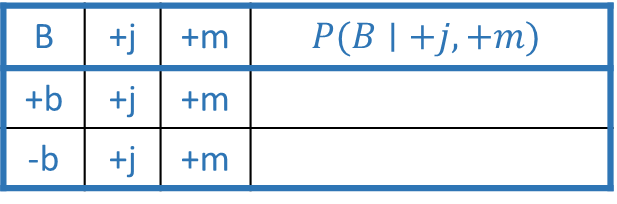 B +j +m P(B | +j, +m)
+b +j +m
-b +j +m